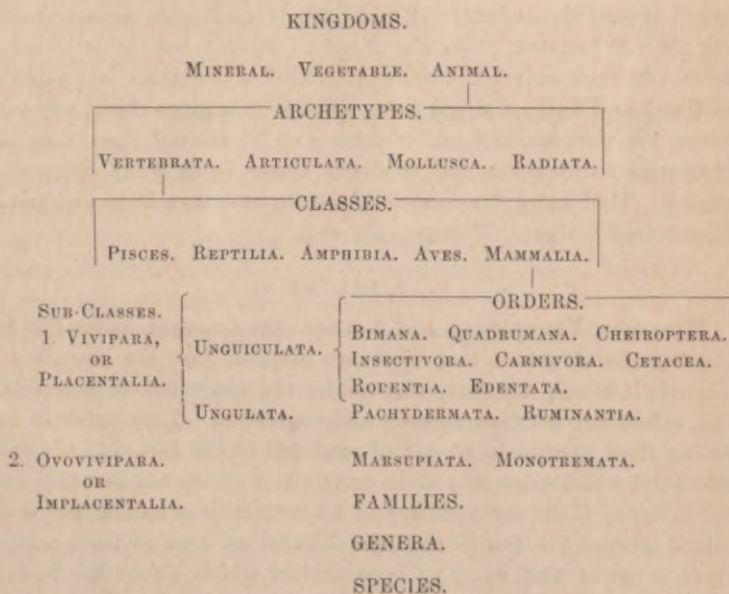 KINGDOMS.
MINERAL. VEGETABLE. ANIMAL.
ARCHETYPES.
VERTEBRATA. ARTICULATA. MOLLUSCA. RADIATA.
CLASSES.
PISCES. REPTILIA. AMPHIBIA. AVES. MAMMALIA.
ORDERS.
SUB-CLASSES.
1. VIVIPARA,
OR
PLACENTALIA.
UNGUICULATA.
BIMANA. QUADRUMANA. CHEIROPTERA.
INSECTIVORA. CARNIVORA. CETACEA.
RODENTIA. EDENTATA.
UNGULATA.
PACHYDERMATA. RUMINANTIA.
2. OVOVIVIPARA.
OR
IMPLACENTALIA.
MARSUPIATA. MONOTREMATA.
FAMILIES.
GENERA.
SPECIES.